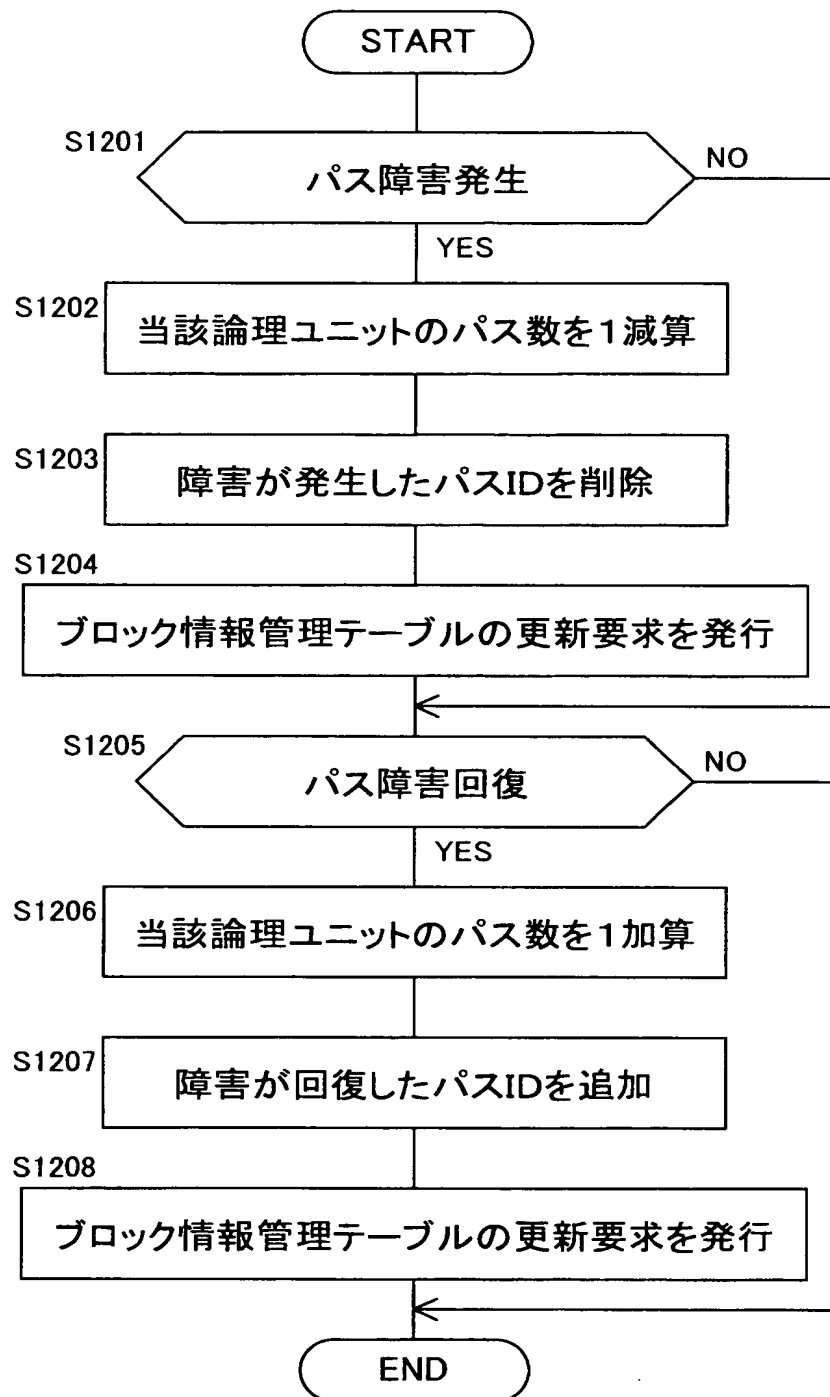 START
S1201
パス障害発生
NO
YES
S1202
当該論理ユニットのパス数を1減算
S1203
障害が発生したパスIDを削除
S1204
ブロック情報管理テーブルの更新要求を発行
S1205
パス障害回復
NO
YES
S1206
当該論理ユニットのパス数を1加算
S1207
障害が回復したパスIDを追加
S1208
ブロック情報管理テーブルの更新要求を発行
END